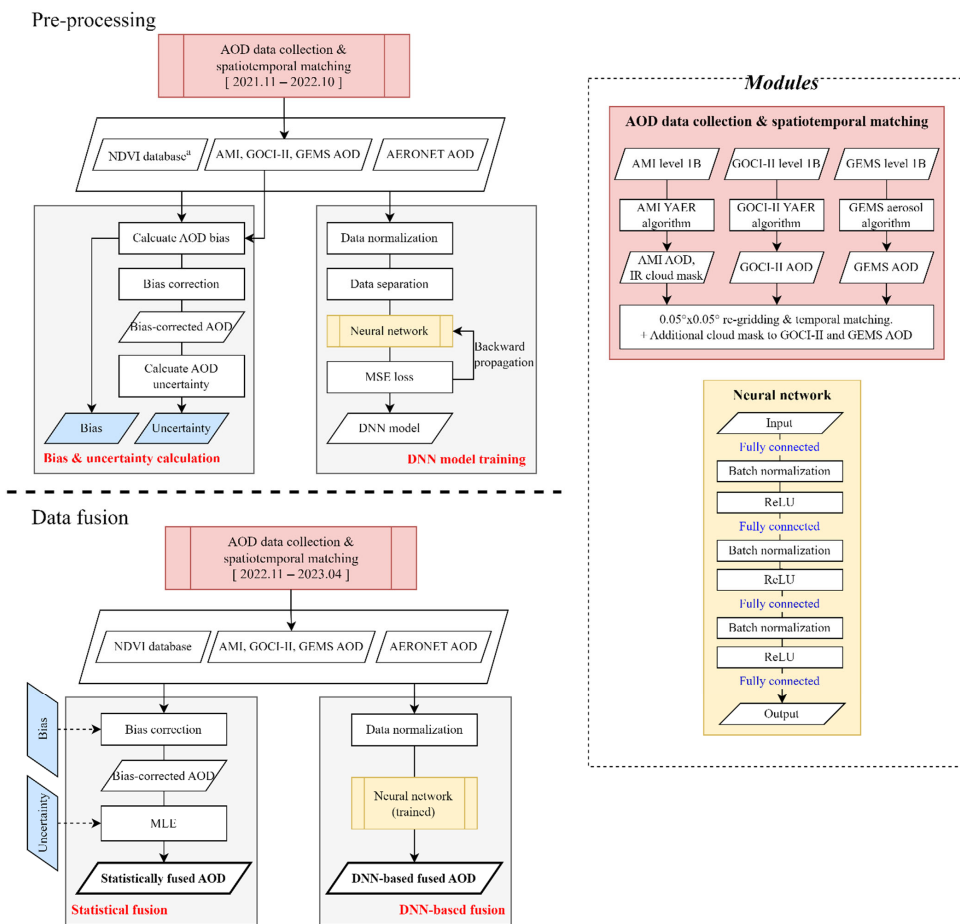 Pre-processing
AOD data collection &
spatiotemporal matching
[ 2021.11 – 2022.10 ]
NDVI databaseᵃ
AMI, GOCI-II, GEMS AOD
AERONET AOD
Calcuate AOD bias
Bias correction
Bias-corrected AOD
Calculate AOD
uncertainty
Bias
Uncertainty
Bias & uncertainty calculation
Data normalization
Data separation
Neural network
Backward
propagation
MSE loss
DNN model
DNN model training
Data fusion
AOD data collection &
spatiotemporal matching
[ 2022.11 – 2023.04 ]
NDVI database
AMI, GOCI-II, GEMS AOD
AERONET AOD
Bias
Uncertainty
Bias correction
Bias-corrected AOD
MLE
Statistically fused AOD
Statistical fusion
Data normalization
Neural network
(trained)
DNN-based fused AOD
DNN-based fusion
Modules
AOD data collection & spatiotemporal matching
AMI level 1B
GOCI-II level 1B
GEMS level 1B
AMI YAER
algorithm
GOCI-II YAER
algorithm
GEMS aerosol
algorithm
AMI AOD,
IR cloud mask
GOCI-II AOD
GEMS AOD
0.05°x0.05° re-gridding & temporal matching.
+ Additional cloud mask to GOCI-II and GEMS AOD
Neural network
Input
Fully connected
Batch normalization
ReLU
Fully connected
Batch normalization
ReLU
Fully connected
Batch normalization
ReLU
Fully connected
Output